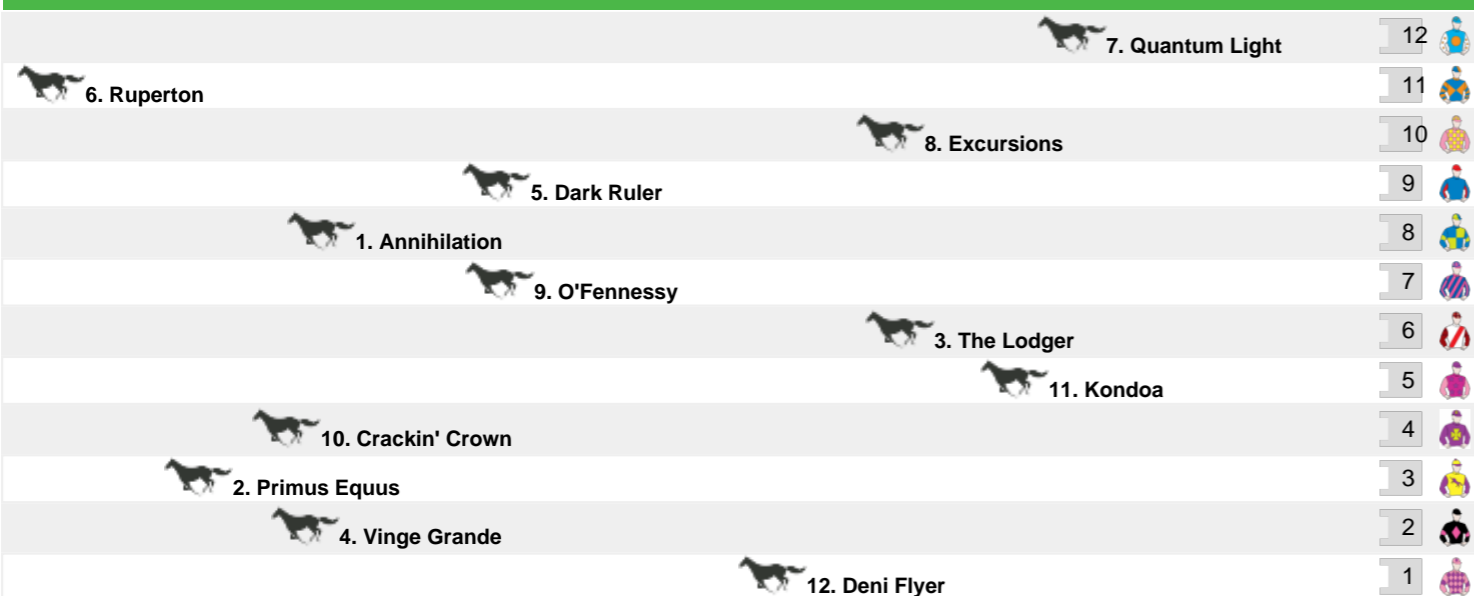 7. Quantum Light 12
6. Ruperton 11
8. Excursions 10
5. Dark Ruler 9
1. Annihilation 8
9. O'Fennessy 7
3. The Lodger 6
11. Kondoa 5
10. Crackin' Crown 4
2. Primus Equus 3
4. Vinge Grande 2
12. Deni Flyer 1